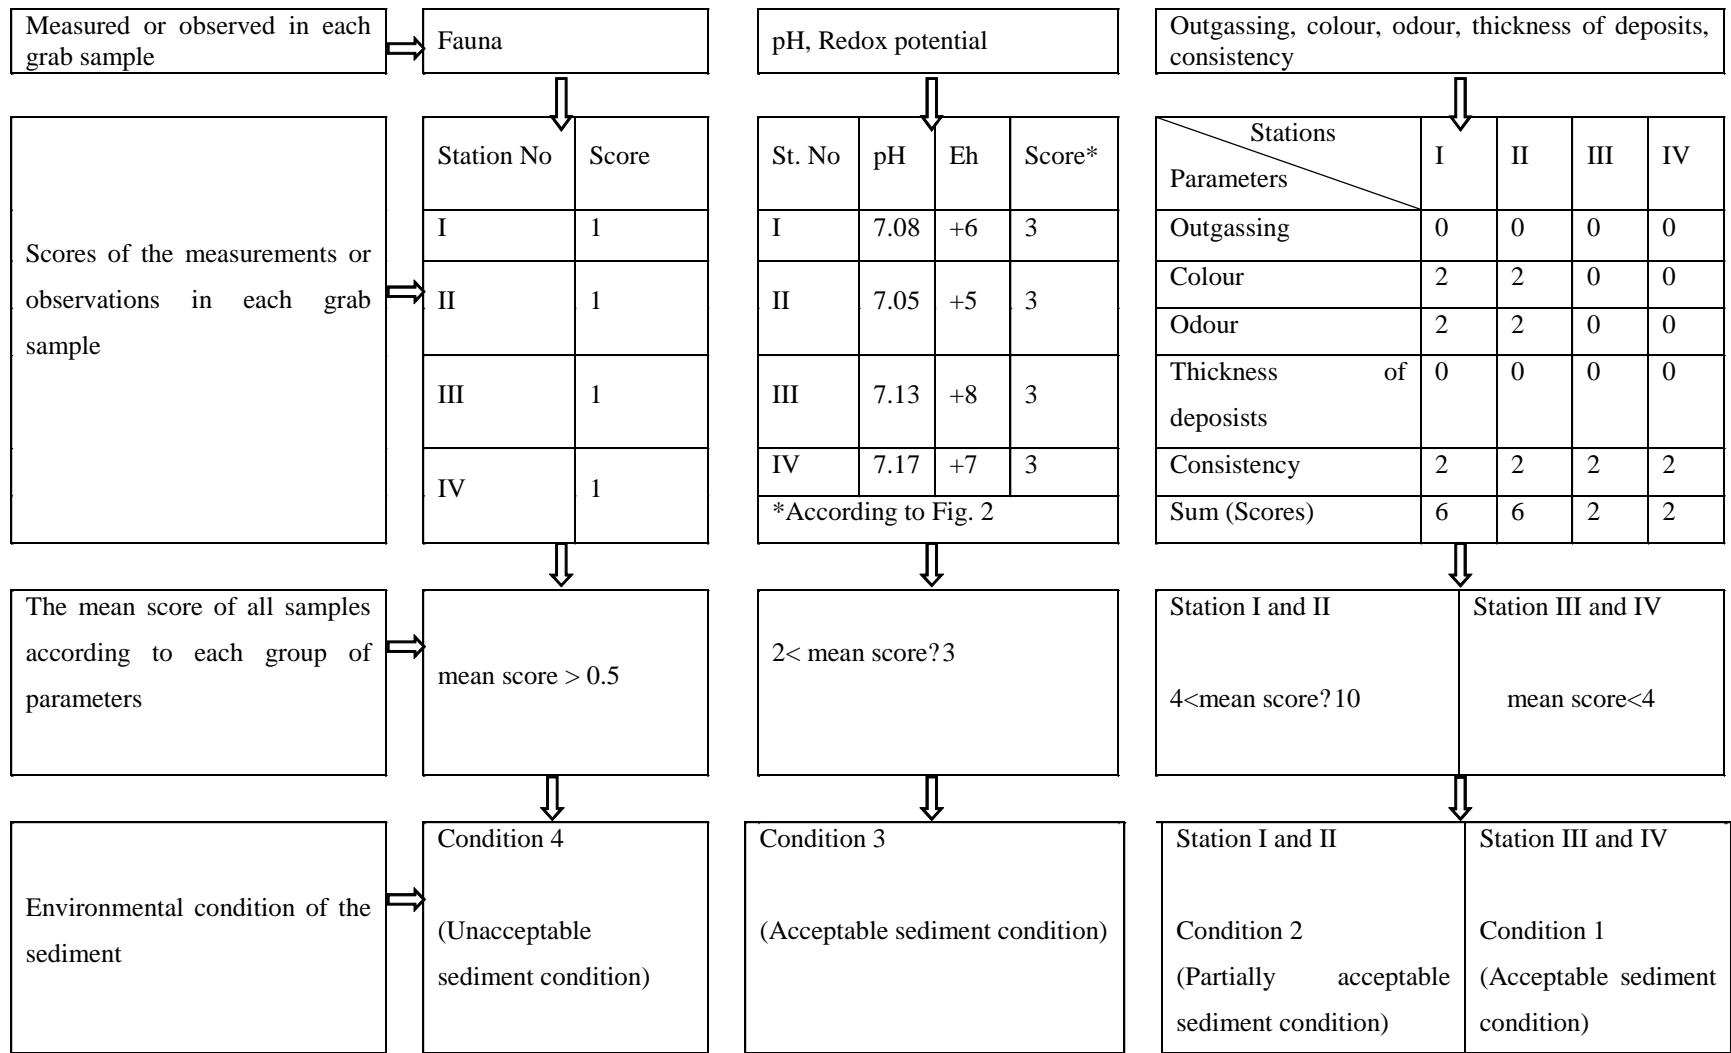 Measured or observed in each
grab sample
Fauna
pH, Redox potential
Outgassing, colour, odour, thickness of deposits,
consistency
Scores of the measurements or
observations in each grab
sample
Station No Score
I 1
II 1
III 1
IV 1
St. No pH Eh Score*
I 7.08 +6 3
II 7.05 +5 3
III 7.13 +8 3
IV 7.17 +7 3
*According to Fig. 2
Stations
Parameters
I II III IV
Outgassing 0 0 0 0
Colour 2 2 0 0
Odour 2 2 0 0
Thickness of
deposists
0 0 0 0
Consistency 2 2 2 2
Sum (Scores) 6 6 2 2
The mean score of all samples
according to each group of
parameters
mean score > 0.5
2< mean score?3
Station I and II
4<mean score?10
Station III and IV
mean score<4
Environmental condition of the
sediment
Condition 4
(Unacceptable
sediment condition)
Condition 3
(Acceptable sediment condition)
Station I and II
Condition 2
(Partially acceptable
sediment condition)
Station III and IV
Condition 1
(Acceptable sediment
condition)